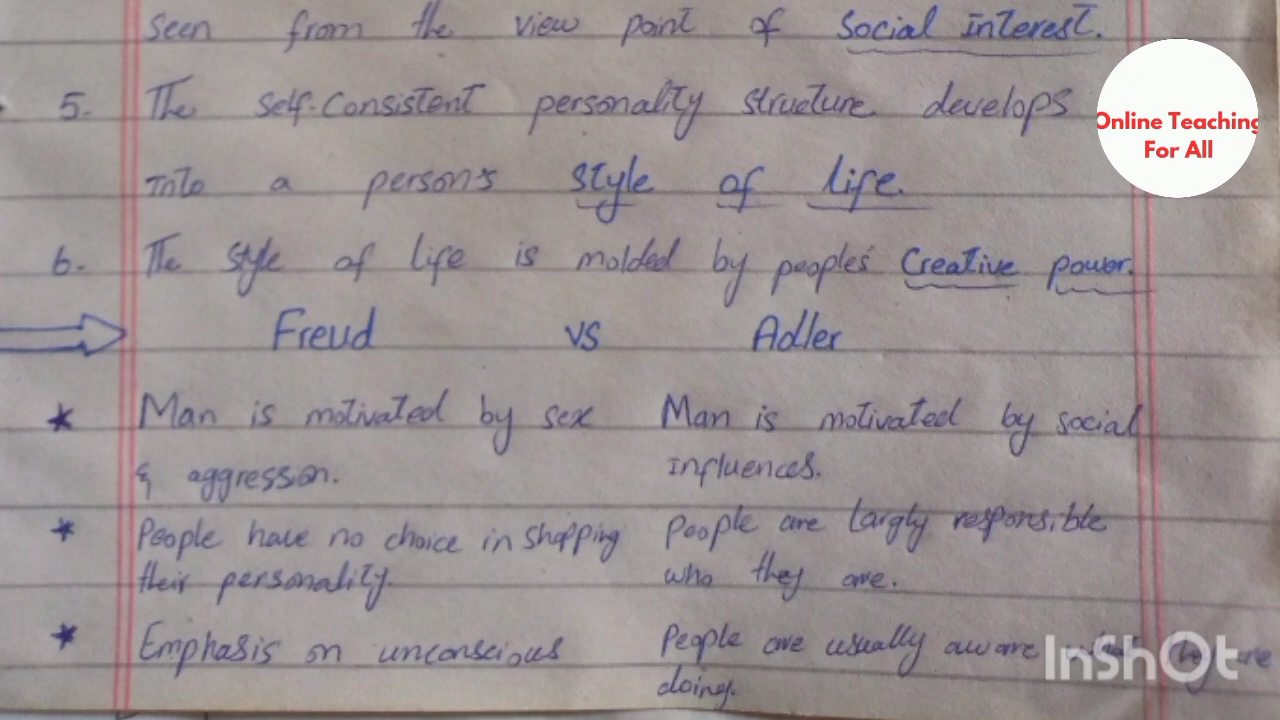 seen from the view point of Social Interest.
5. The Self-Consistent personality structure develops
into a person's style of life.
6. The style of life is molded by people's Creative power.
Freud vs Adler
* Man is motivated by sex
& aggression.
Man is motivated by social
influences.
* People have no choice in shapping
their personality.
People are largly responsible
who they are.
* Emphasis on unconscious
People are usually aware they are
doing.
Online Teaching
For All
InShOt